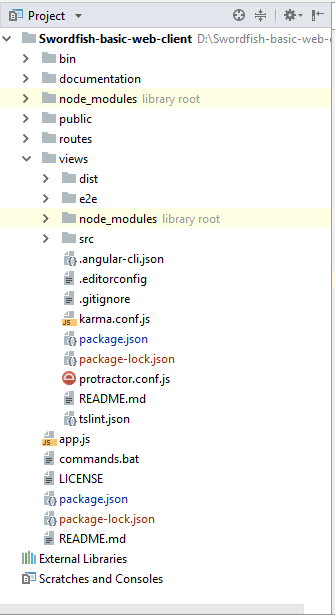 Project
Swordfish-basic-web-client D:\Swordfish-basic-web-c
bin
documentation
node_modules library root
public
routes
views
dist
e2e
node_modules library root
src
.angular-cli.json
.editorconfig
.gitignore
karma.conf.js
package.json
package-lock.json
protractor.conf.js
README.md
tslint.json
app.js
commands.bat
LICENSE
package.json
package-lock.json
README.md
External Libraries
Scratches and Consoles